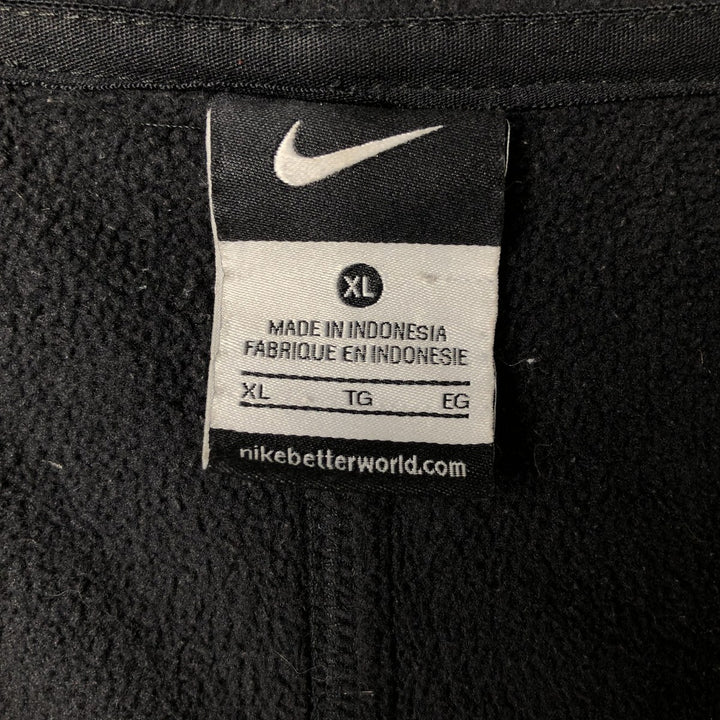 XL
MADE IN INDONESIA
FABRIQUE EN INDONESIE
XL TG EG
nikebetterworld.com